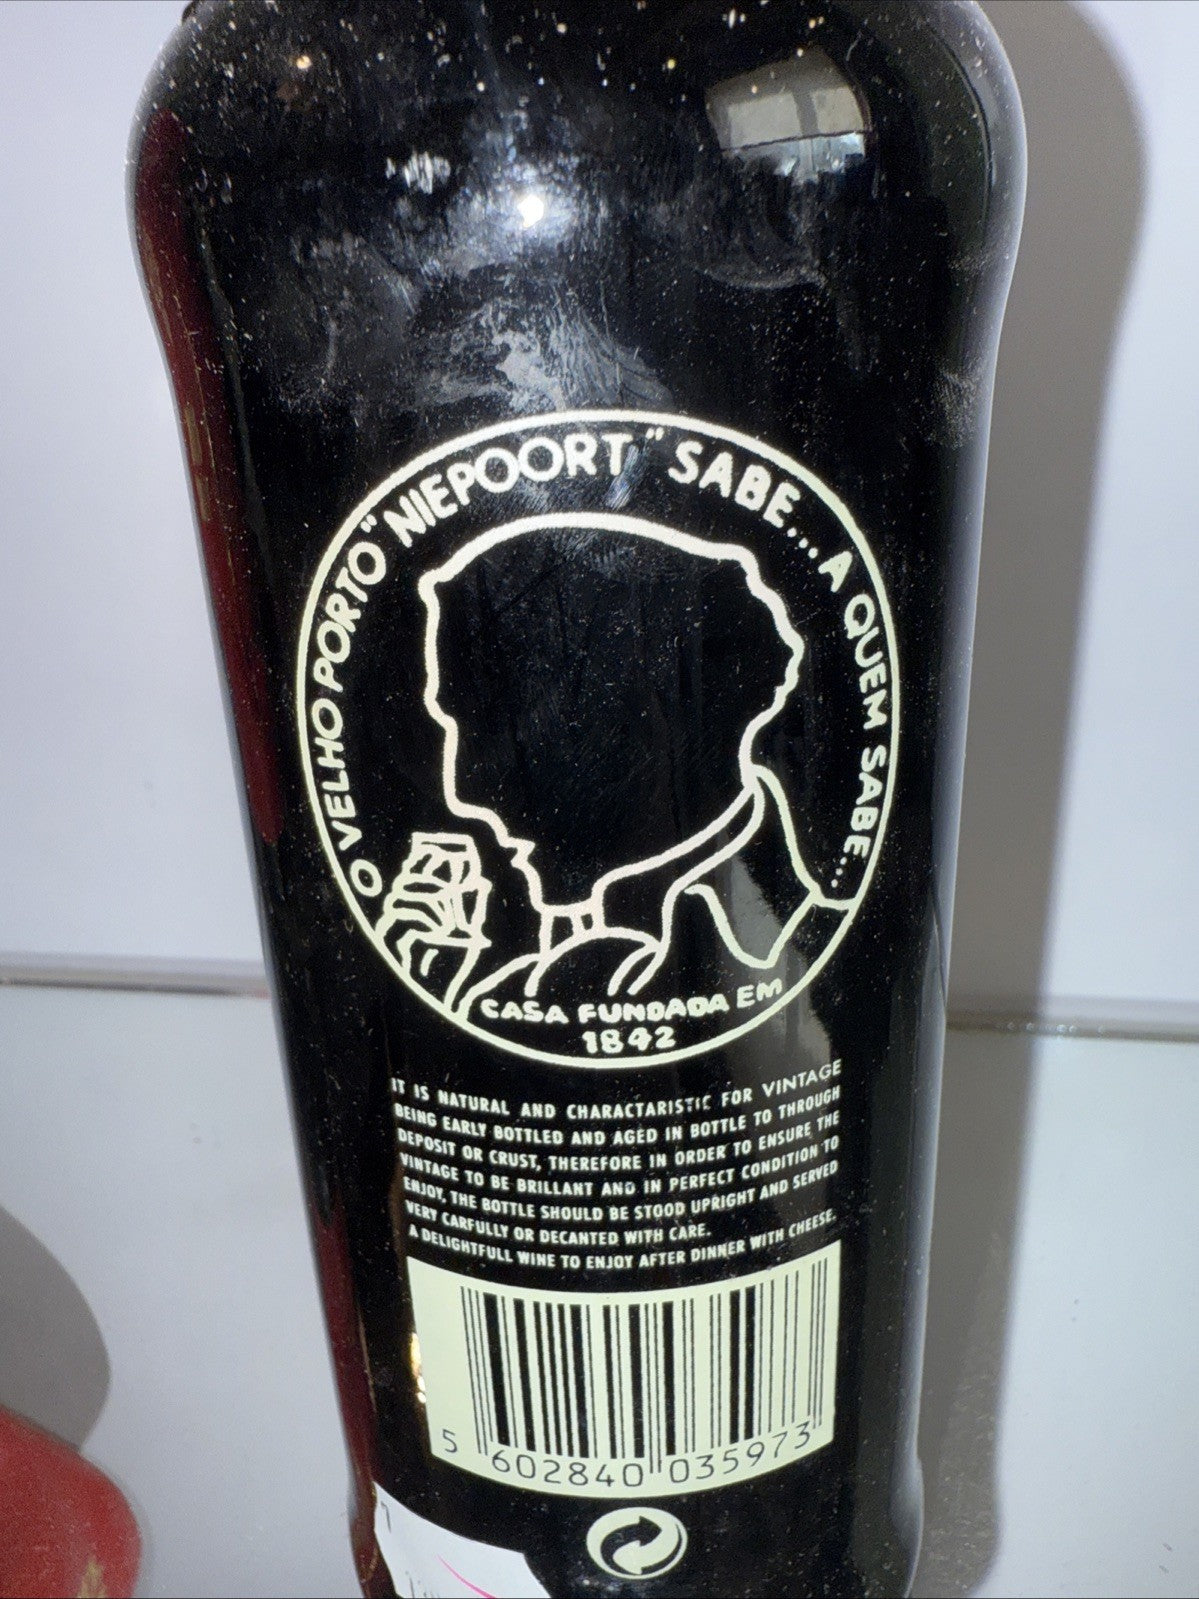 O VELHO PORTO "NIEPOORT" SABE.... A QUEM SABE...
CASA FUNDADA EM
1842
IT IS NATURAL AND CHARACTARISTIC FOR VINTAGE
BEING EARLY BOTTLED AND AGED IN BOTTLE TO THROUGH
DEPOSIT OR CRUST, THEREFORE IN ORDER TO ENSURE THE
VINTAGE TO BE BRILLANT AND IN PERFECT CONDITION TO
ENJOY, THE BOTTLE SHOULD BE STOOD UPRIGHT AND SERVED
VERY CARFULLY OR DECANTED WITH CARE.
A DELIGHTFULL WINE TO ENJOY AFTER DINNER WITH CHEESE.
5 602840 035973